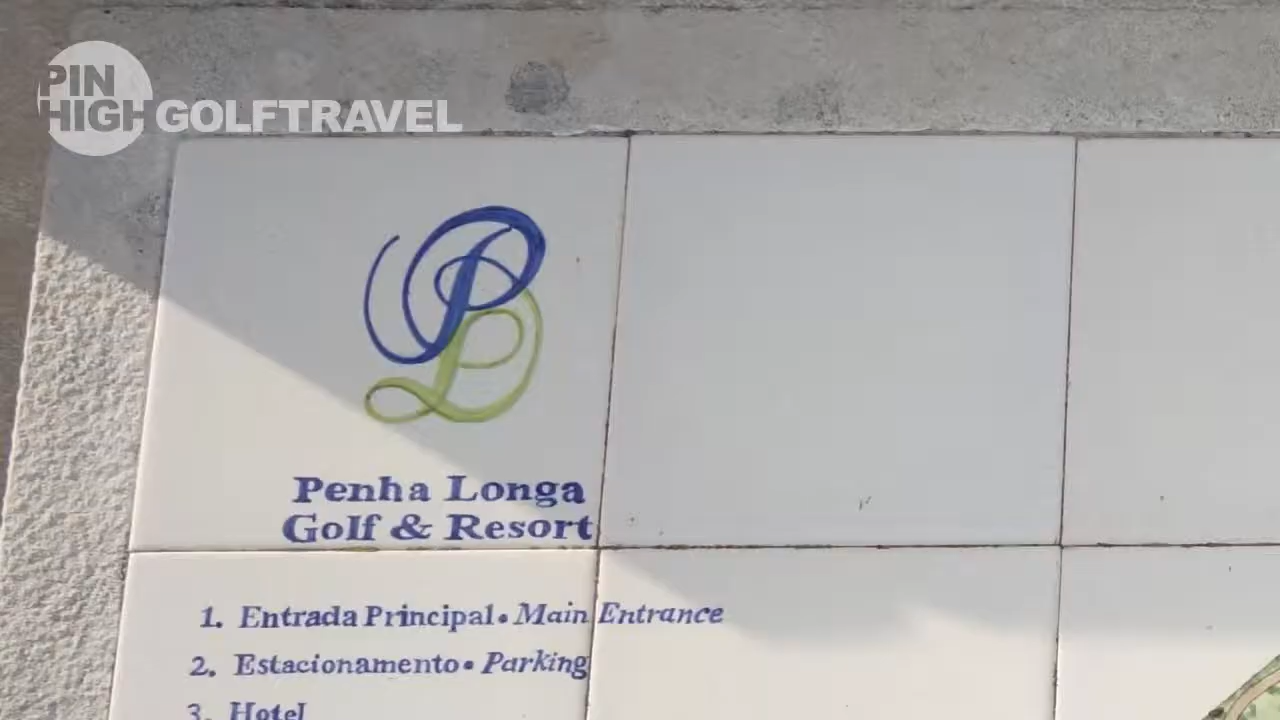 PIN
HIGH GOLFTRAVEL
Penha Longa
Golf & Resort
1. Entrada Principal • Main Entrance
2. Estacionamento • Parking
3. Hotel